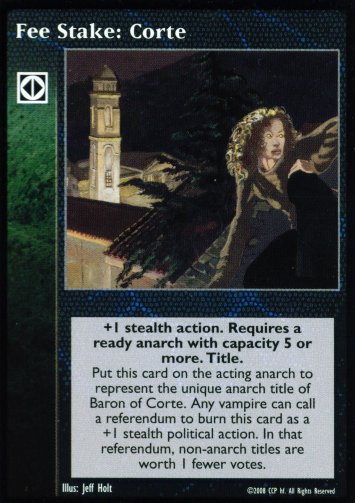 Fee Stake: Corte
+1 stealth action. Requires a
ready anarch with capacity 5 or
more. Title.
Put this card on the acting anarch to
represent the unique anarch title of
Baron of Corte. Any vampire can call
a referendum to burn this card as a
+1 stealth political action. In that
referendum, non-anarch titles are
worth 1 fewer votes.
Illus: Jeff Holt
©2008 CCP hf. All Rights Reserved